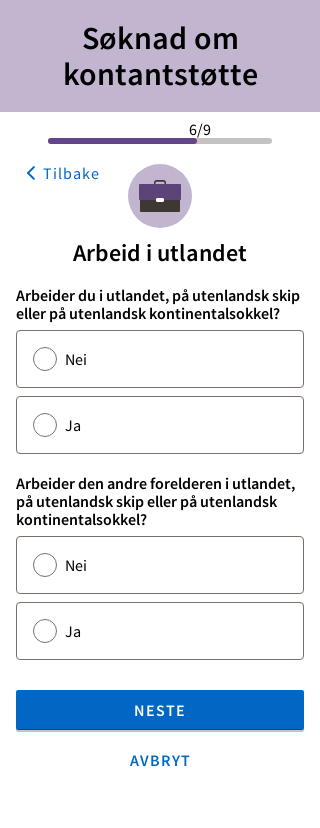 Søknad om
kontantstøtte
6/9
Tilbake
Arbeid i utlandet
Arbeider du i utlandet, på utenlandsk skip
eller på utenlandsk kontinentalsokkel?
Nei
Ja
Arbeider den andre forelderen i utlandet,
på utenlandsk skip eller på utenlandsk
kontinentalsokkel?
Nei
Ja
NESTE
AVBRYT